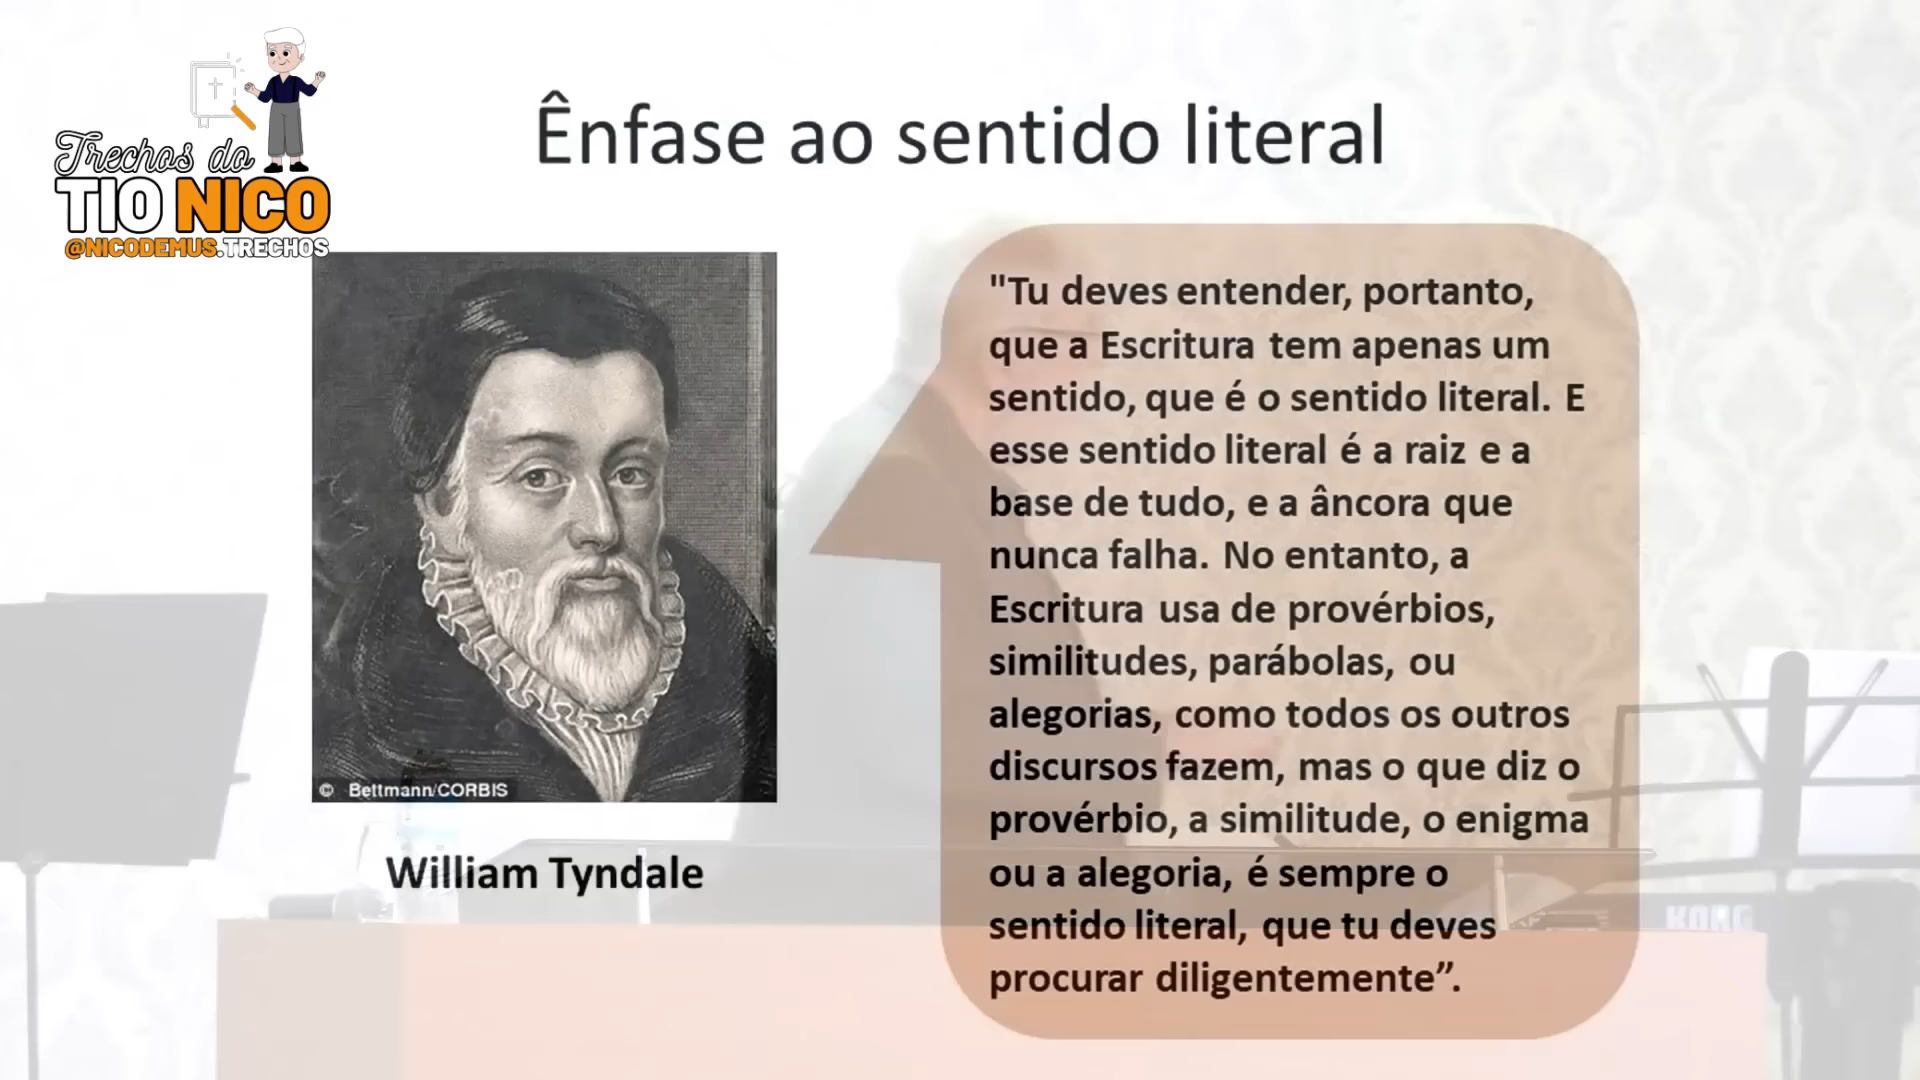 Trechos do
TIO NICO
@NICODEMUS.TRECHOS
Ênfase ao sentido literal
"Tu deves entender, portanto,
que a Escritura tem apenas um
sentido, que é o sentido literal. E
esse sentido literal é a raiz e a
base de tudo, e a âncora que
nunca falha. No entanto, a
Escritura usa de provérbios,
similitudes, parábolas, ou
alegorias, como todos os outros
discursos fazem, mas o que diz o
provérbio, a similitude, o enigma
ou a alegoria, é sempre o
sentido literal, que tu deves
procurar diligentemente”.
© Bettmann/CORBIS
William Tyndale
KORG